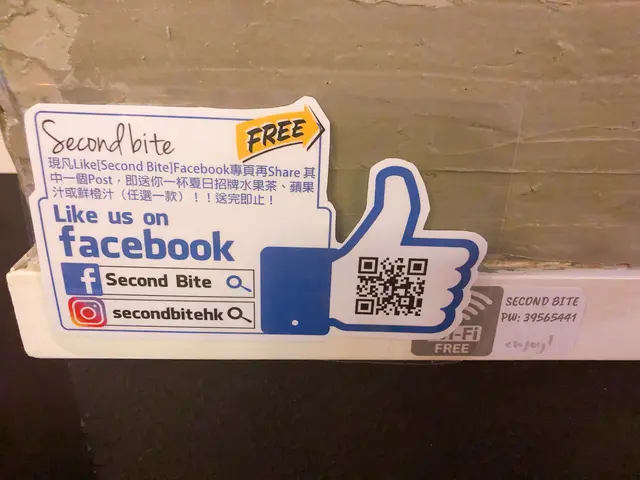 Second bite
FREE
現凡Like[Second Bite]Facebook專頁再Share 其
中一個Post，即送你一杯夏日招牌水果茶、蘋果
汁或鮮橙汁（任選一款）！！送完即止！
Like us on
facebook
f Second Bite
secondbitehk
SECOND BITE
PW: 39565441
enjoy!
Wi-Fi
FREE